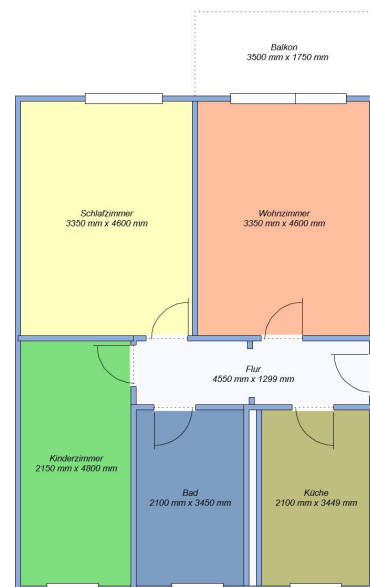 Balkon
3500 mm x 1750 mm
Schlafzimmer
3350 mm x 4600 mm
Wohnzimmer
3350 mm x 4600 mm
Flur
4550 mm x 1299 mm
Kinderzimmer
2150 mm x 4800 mm
Bad
2100 mm x 3450 mm
Küche
2100 mm x 3449 mm